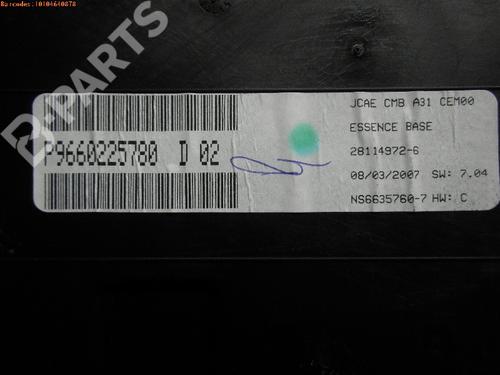 Barcodes:10104640878
B-PARTS
P9660225780 D 02
JCAE CMB A31 CEM00
ESSENCE BASE
28114972-6
08/03/2007 SW: 7.04
NS6635760-7 HW: C